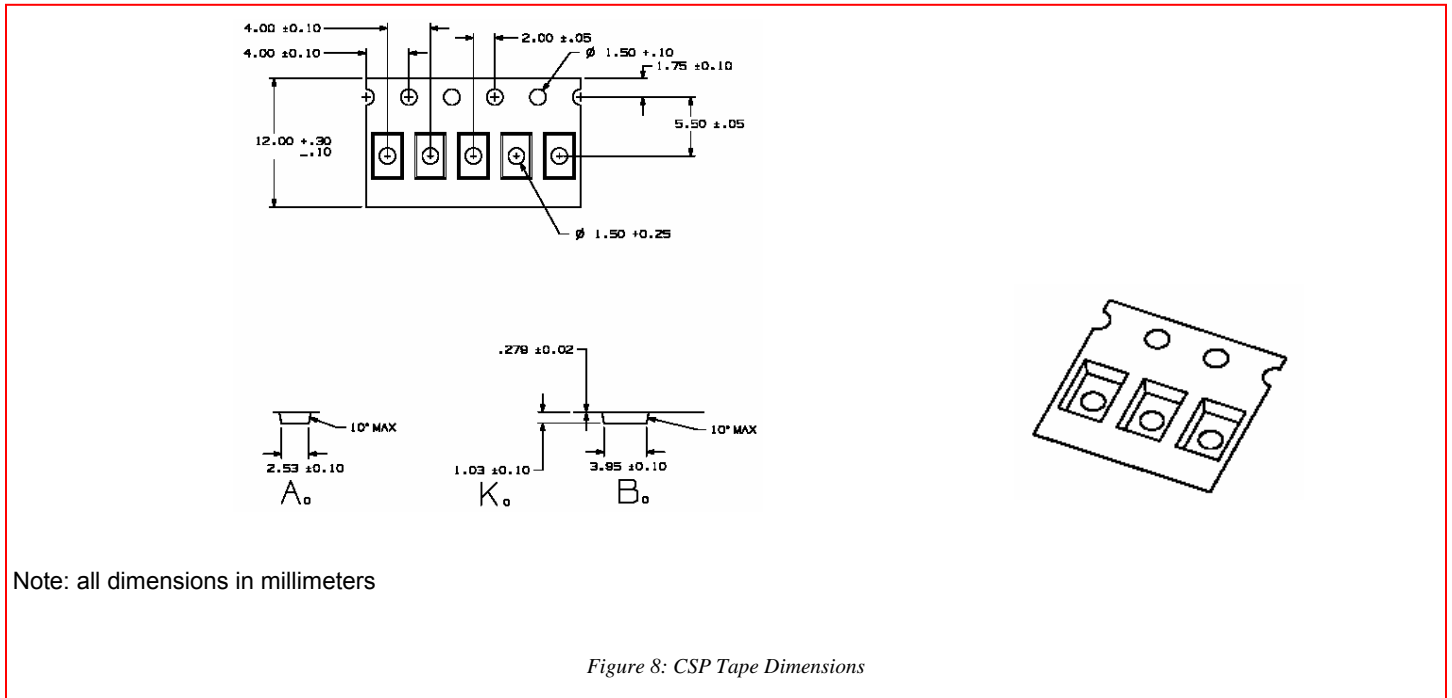 4.00 ±0.10
2.00 ±.05
4.00 ±0.10
ø 1.50 +.10
1.75 ±0.10
5.50 ±.05
12.00 +.30
-.10
ø 1.50 +0.25
.279 ±0.02
10° MAX
10° MAX
2.53 ±0.10
1.03 ±0.10
3.95 ±0.10
A₀
K₀
B₀
Note: all dimensions in millimeters
Figure 8: CSP Tape Dimensions